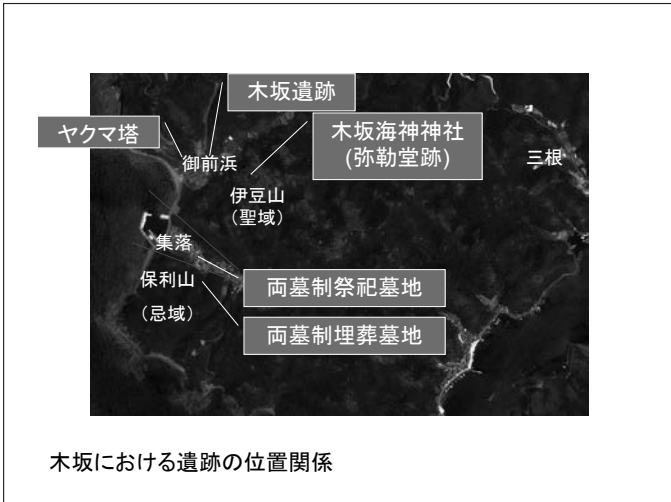 木坂遺跡
ヤクマ塔
木坂海神神社
(弥勒堂跡)
御前浜
三根
伊豆山
(聖域)
集落
保利山
(忌域)
両墓制祭祀墓地
両墓制埋葬墓地
木坂における遺跡の位置関係